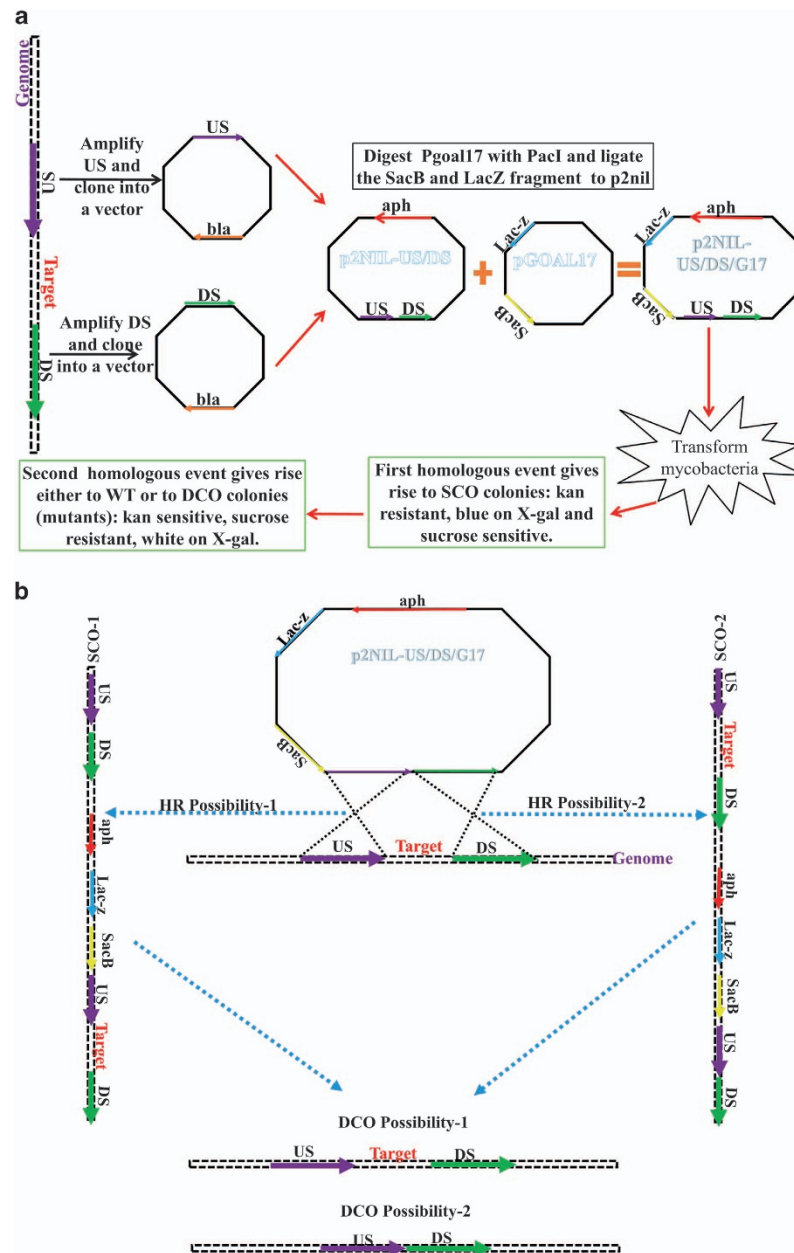 a
Genome
US
Target
DS
Amplify
US and
clone into
a vector
US
bla
Amplify DS
and clone
into a vector
DS
bla
Digest Pgoal17 with PacI and ligate
the SacB and LacZ fragment to p2nil
aph
p2NIL-US/DS
US DS
+
Lac-z
pGOAL17
SacB
=
aph
Lac-z
p2NIL-
US/DS/G17
SacB
US DS
Transform
mycobacteria
First homologous event gives
rise to SCO colonies: kan
resistant, blue on X-gal and
sucrose sensitive.
Second homologous event gives rise
either to WT or to DCO colonies
(mutants): kan sensitive, sucrose
resistant, white on X-gal.
b
SCO-1
US
DS
aph
Lac-z
SacB
US
Target
DS
aph
Lac-z
p2NIL-US/DS/G17
SacB
HR Possibility-1
HR Possibility-2
US Target DS
Genome
SCO-2
US
Target
DS
aph
Lac-z
SacB
US
DS
DCO Possibility-1
US Target DS
DCO Possibility-2
US DS